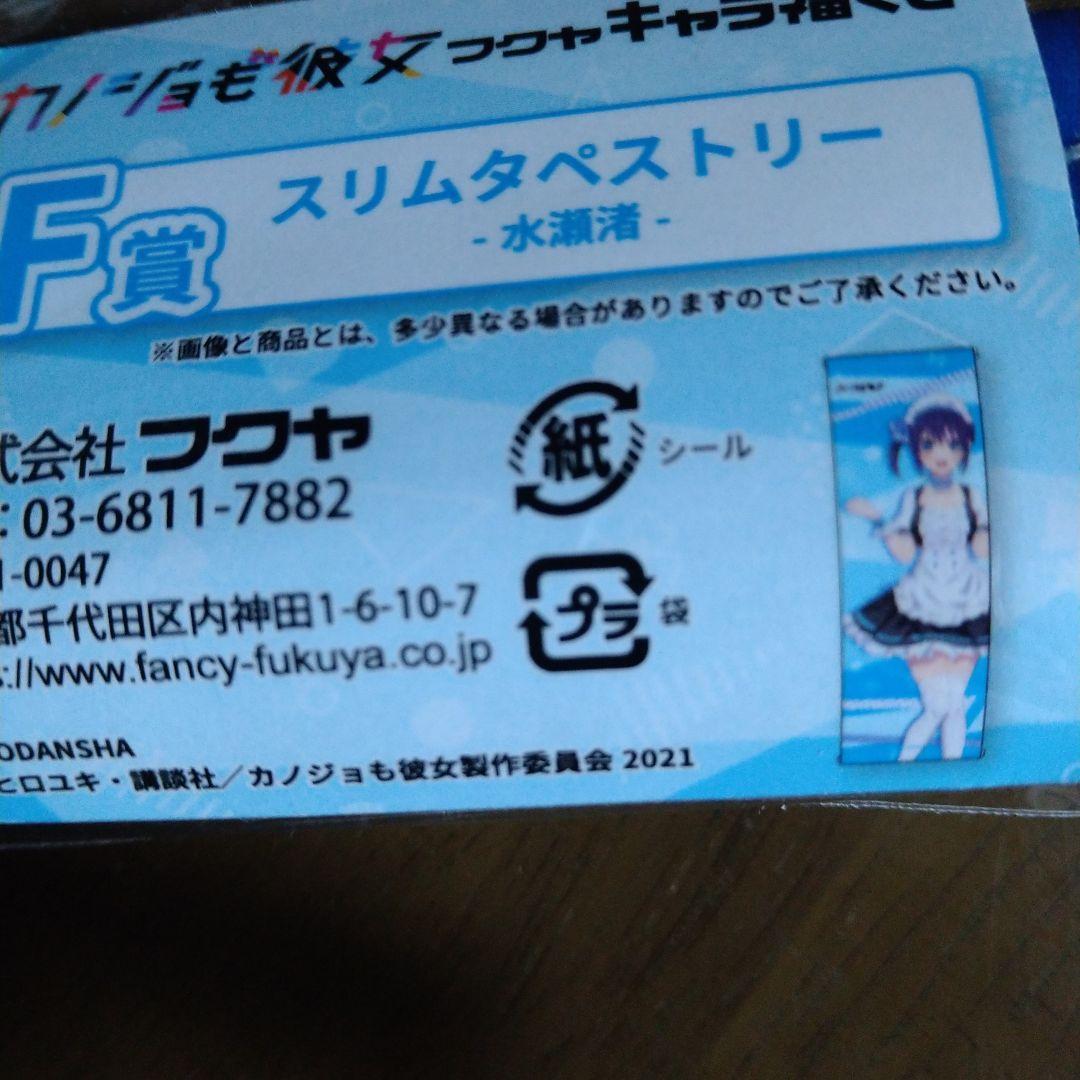 カノジョも彼女 フクヤキャラ福くじ
F賞
スリムタペストリー
- 水瀬渚 -
※画像と商品とは、多少異なる場合がありますのでご了承ください。
式会社 フクヤ
: 03-6811-7882
1-0047
都千代田区内神田1-6-10-7
s://www.fancy-fukuya.co.jp
紙 シール
プラ 袋
ODANSHA
ヒロユキ・講談社／カノジョも彼女製作委員会 2021